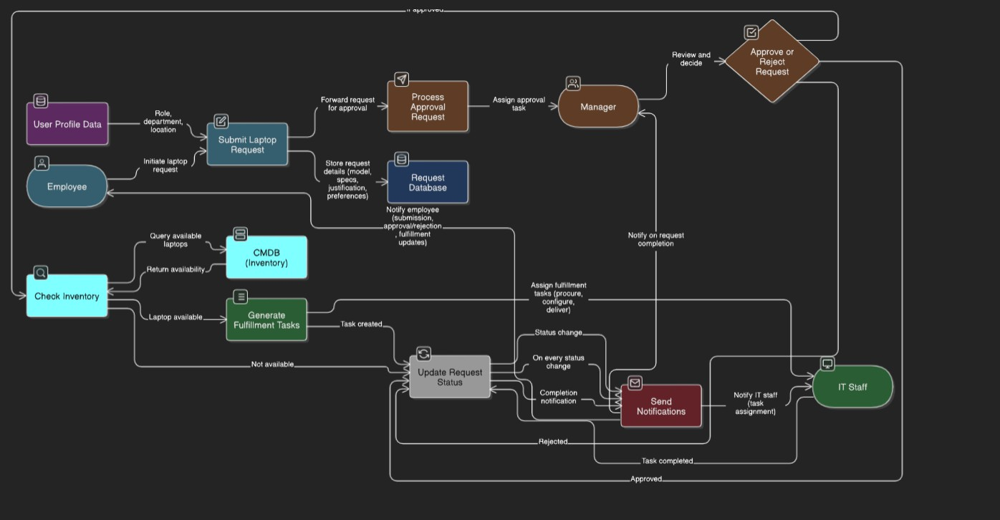 If approved
Approve or
Reject
Request
Review and
decide
Process
Approval
Request
Forward request
for approval
Assign approval
task
Manager
User Profile Data
Role,
department,
location
Submit Laptop
Request
Initiate laptop
request
Employee
Store request
details (model,
specs,
justification,
preferences)
Request
Database
Notify employee
(submission,
approval/rejection
, fulfillment
updates)
Notify on request
completion
Query available
laptops
CMDB
(Inventory)
Return availability
Check Inventory
Laptop available
Generate
Fulfillment Tasks
Assign fulfillment
tasks (procure,
configure,
deliver)
Task created
Status change
Not available
Update Request
Status
On every status
change
Completion
notification
Send
Notifications
Notify IT staff
(task
assignment)
IT Staff
Rejected
Task completed
Approved